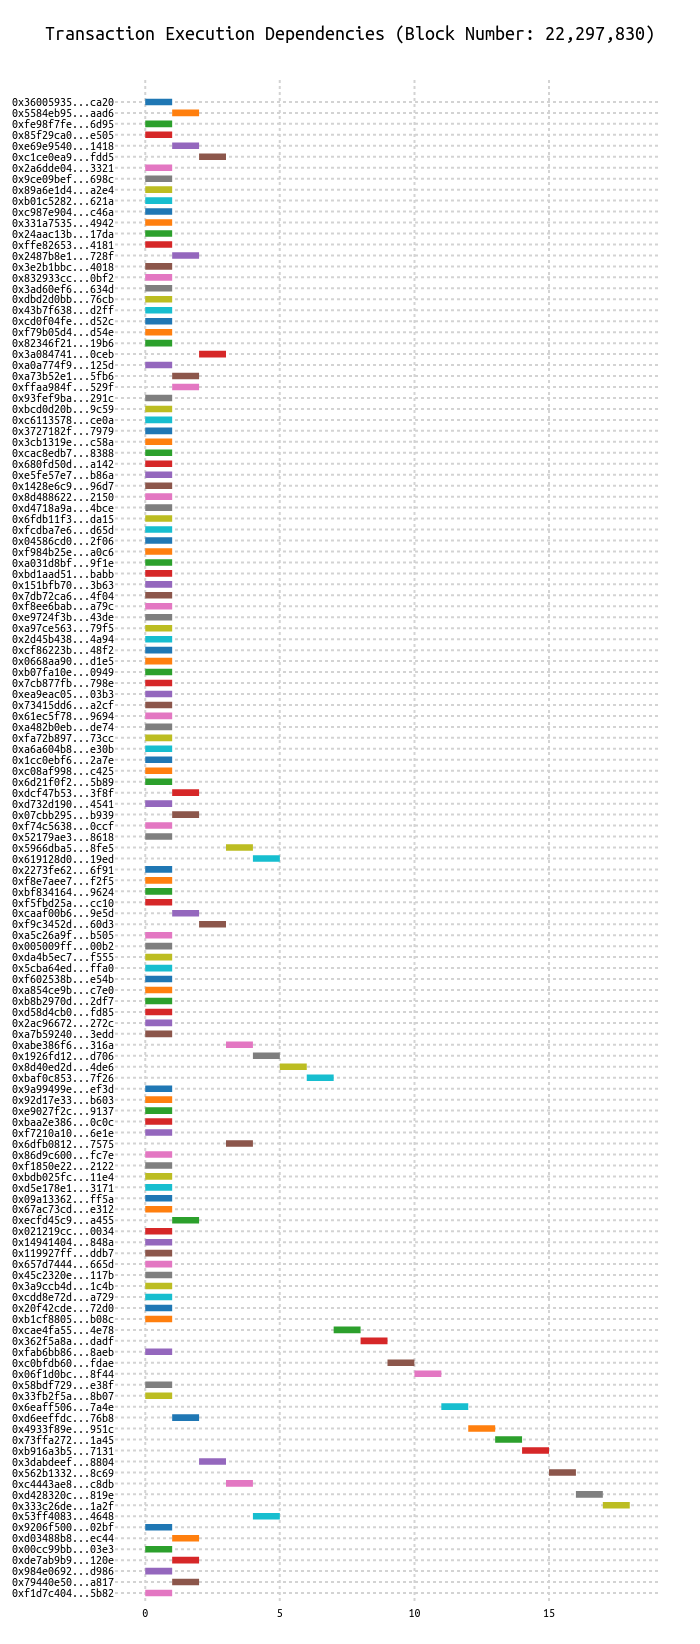 Transaction Execution Dependencies (Block Number: 22,297,830)
0x36005935...ca20
0x5584eb95...aad6
0xfe98f7fe...6d95
0x85f29ca0...e505
0xe69e9540...1418
0xc1ce0ea9...fdd5
0x2a6dde04...3321
0x9ce09bef...698c
0x89a6e1d4...a2e4
0xb01c5282...621a
0xc987e904...c46a
0x331a7535...4942
0x24aac13b...17da
0xffe82653...4181
0x2487b8e1...728f
0x3e2b1bbc...4018
0x832933cc...0bf2
0x3ad60ef6...634d
0xdbd2d0bb...76cb
0x43b7f638...d2ff
0xcd0f04fe...d52c
0xf79b05d4...d54e
0x82346f21...19b6
0x3a084741...0ceb
0xa0a774f9...125d
0xa73b52e1...5fb6
0xffaa984f...529f
0x93fef9ba...291c
0xbcd0d20b...9c59
0xc6113578...ce0a
0x3727182f...7979
0x3cb1319e...c58a
0xcac8edb7...8388
0x680fd50d...a142
0xe5fe57e7...b86a
0x1428e6c9...96d7
0x8d488622...2150
0xd4718a9a...4bce
0x6fdb11f3...da15
0xfcdba7e6...d65d
0x04586cd0...2f06
0xf984b25e...a0c6
0xa031d8bf...9f1e
0xbd1aad51...babb
0x151bfb70...3b63
0x7db72ca6...4f04
0xf8ee6bab...a79c
0xe9724f3b...43de
0xa97ce563...79f5
0x2d45b438...4a94
0xcf86223b...48f2
0x0668aa90...d1e5
0xb07fa10e...0949
0x7cb877fb...798e
0xea9eac05...03b3
0x73415dd6...a2cf
0x61ec5f78...9694
0xa482b0eb...de74
0xfa72b897...73cc
0xa6a604b8...e30b
0x1cc0ebf6...2a7e
0xc08af998...c425
0x6d21f0f2...5b89
0xdcf47b53...3f8f
0xd732d190...4541
0x07cbb295...b939
0xf74c5638...0ccf
0x52179ae3...8618
0x5966dba5...8fe5
0x619128d0...19ed
0x2273fe62...6f91
0xf8e7aee7...f2f5
0xbf834164...9624
0xf5fbd25a...cc10
0xcaaf00b6...9e5d
0xf9c3452d...60d3
0xa5c26a9f...b505
0x005009ff...00b2
0xda4b5ec7...f555
0x5cba64ed...ffa0
0xf602538b...e54b
0xa854ce9b...c7e0
0xb8b2970d...2df7
0xd58d4cb0...fd85
0x2ac96672...272c
0xa7b59240...3edd
0xabe386f6...316a
0x1926fd12...d706
0x8d40ed2d...4de6
0xbaf0c853...7f26
0x9a99499e...ef3d
0x92d17e33...b603
0xe9027f2c...9137
0xbaa2e386...0c0c
0xf7210a10...6e1e
0x6dfb0812...7575
0x86d9c600...fc7e
0xf1850e22...2122
0xbdb025fc...11e4
0xd5e178e1...3171
0x09a13362...ff5a
0x67ac73cd...e312
0xecfd45c9...a455
0x021219cc...0034
0x14941404...848a
0x119927ff...ddb7
0x657d7444...665d
0x45c2320e...117b
0x3a9ccb4d...1c4b
0xcdd8e72d...a729
0x20f42cde...72d0
0xb1cf8805...b08c
0xcae4fa55...4e78
0x362f5a8a...dadf
0xfab6bb86...8aeb
0xc0bfdb60...fdae
0x06f1d0bc...8f44
0x58bdf729...e38f
0x33fb2f5a...8b07
0x6eaff506...7a4e
0xd6eeffdc...76b8
0x4933f89e...951c
0x73ffa272...1a45
0xb916a3b5...7131
0x3dabdeef...8804
0x562b1332...8c69
0xc4443ae8...c8db
0xd428320c...819e
0x333c26de...1a2f
0x53ff4083...4648
0x9206f500...02bf
0xd03488b8...ec44
0x00cc99bb...03e3
0xde7ab9b9...120e
0x984e0692...d986
0x79440e50...a817
0xf1d7c404...5b82
0 5 10 15